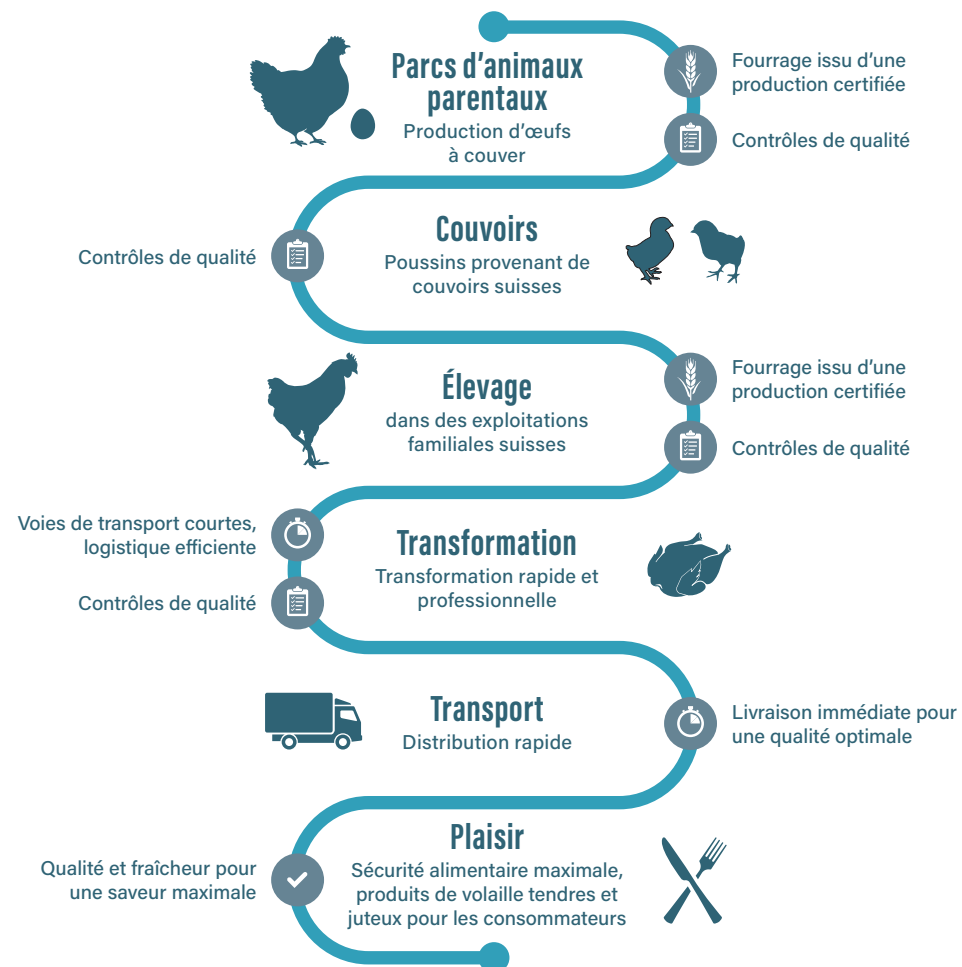 Parcs d'animaux
parentaux
Production d'œufs
à couver
Fourrage issu d'une
production certifiée
Contrôles de qualité
Contrôles de qualité
Couvoirs
Poussins provenant de
couvoirs suisses
Élevage
dans des exploitations
familiales suisses
Fourrage issu d'une
production certifiée
Contrôles de qualité
Voies de transport courtes,
logistique efficiente
Contrôles de qualité
Transformation
Transformation rapide et
professionnelle
Transport
Distribution rapide
Livraison immédiate pour
une qualité optimale
Qualité et fraîcheur pour
une saveur maximale
Plaisir
Sécurité alimentaire maximale,
produits de volaille tendres et
juteux pour les consommateurs